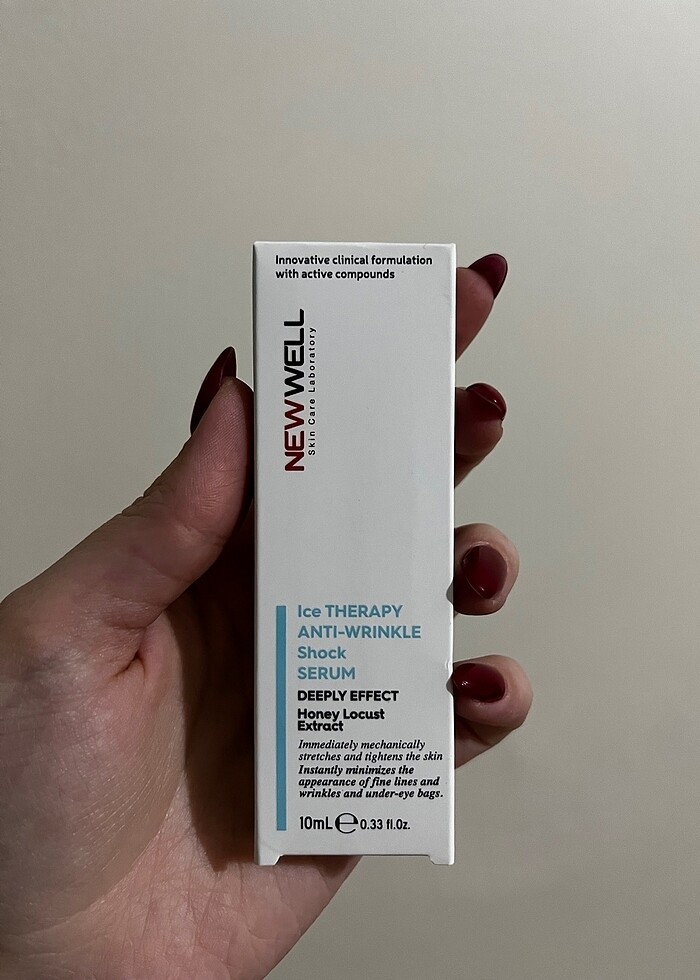 Innovative clinical formulation
with active compounds
NEWWELL
Skin Care Laboratory
Ice THERAPY
ANTI-WRINKLE
Shock
SERUM
DEEPLY EFFECT
Honey Locust
Extract
Immediately mechanically
stretches and tightens the skin
Instantly minimizes the
appearance of fine lines and
wrinkles and under-eye bags.
10mL℮0.33 fl.Oz.